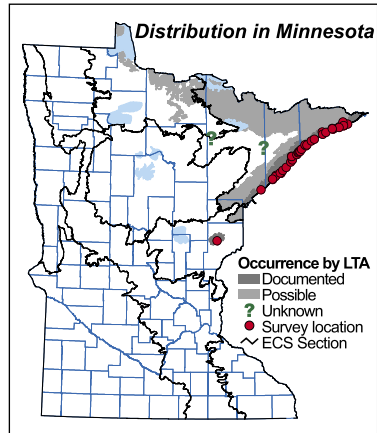 Distribution in Minnesota
?
?
Occurrence by LTA
Documented
Possible
? Unknown
Survey location
ECS Section